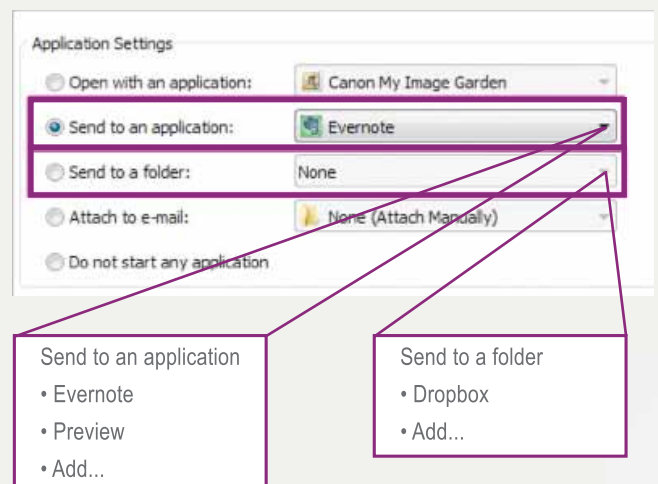 Application Settings
Open with an application: Canon My Image Garden
Send to an application: Evernote
Send to a folder: None
Attach to e-mail: None (Attach Manually)
Do not start any application
Send to an application
• Evernote
• Preview
• Add...
Send to a folder
• Dropbox
• Add...